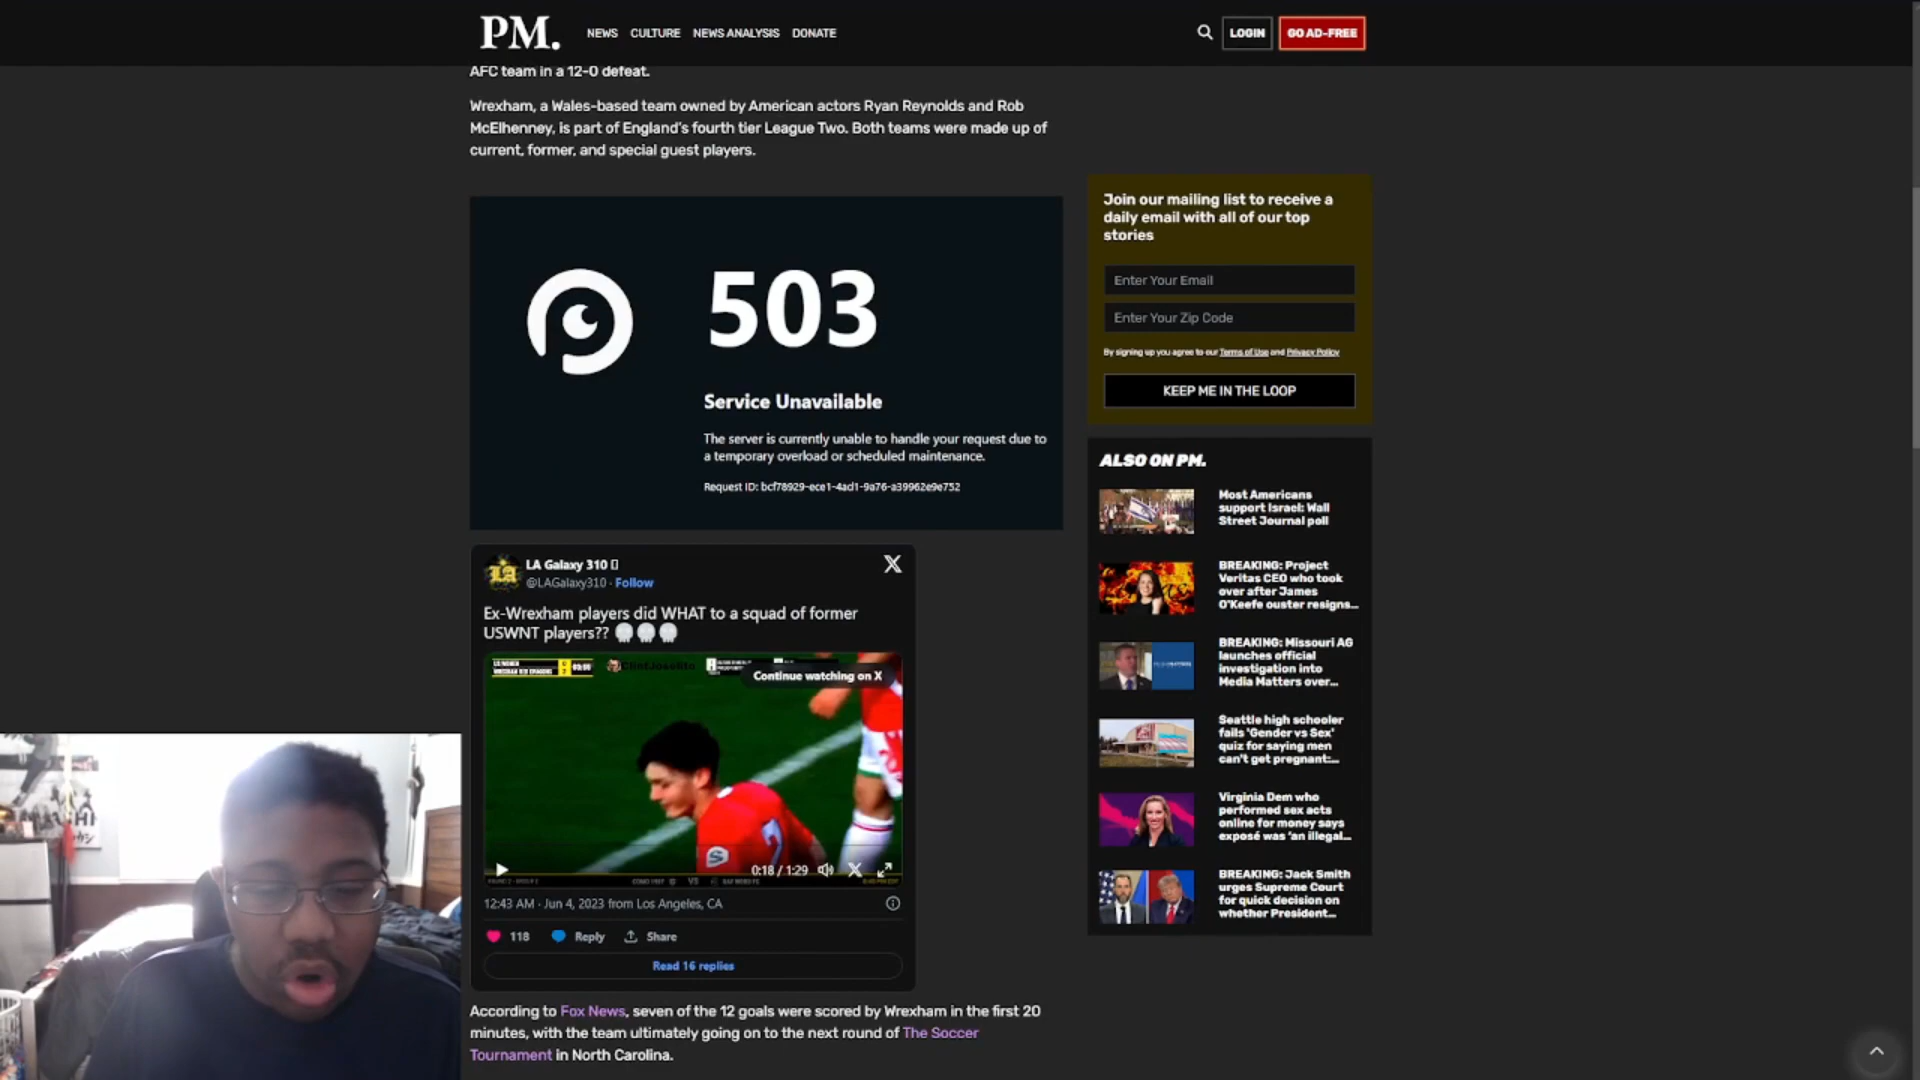 PM.
NEWS CULTURE NEWS ANALYSIS DONATE
LOGIN
GO AD-FREE
AFC team in a 12-0 defeat.
Wrexham, a Wales-based team owned by American actors Ryan Reynolds and Rob
McElhenney, is part of England's fourth tier League Two. Both teams were made up of
current, former, and special guest players.
503
Service Unavailable
The server is currently unable to handle your request due to
a temporary overload or scheduled maintenance.
Request ID: bcf78929-ece1-4ad1-9a76-a39962e9e752
LA Galaxy 310
@LAGalaxy310 · Follow
Ex-Wrexham players did WHAT to a squad of former
USWNT players?? 💀💀💀
Continue watching on X
0:18 / 1:29
12:43 AM · Jun 4, 2023 from Los Angeles, CA
118 Reply Share
Read 16 replies
According to Fox News, seven of the 12 goals were scored by Wrexham in the first 20
minutes, with the team ultimately going on to the next round of The Soccer
Tournament in North Carolina.
Join our mailing list to receive a
daily email with all of our top
stories
Enter Your Email
Enter Your Zip Code
By signing up you agree to our Terms of Use and Privacy Policy
KEEP ME IN THE LOOP
ALSO ON PM.
Most Americans
support Israel: Wall
Street Journal poll
BREAKING: Project
Veritas CEO who took
over after James
O'Keefe ouster resigns...
BREAKING: Missouri AG
launches official
investigation into
Media Matters over...
Seattle high schooler
fails 'Gender vs Sex'
quiz for saying men
can't get pregnant:...
Virginia Dem who
performed sex acts
online for money says
exposé was 'an illegal...
BREAKING: Jack Smith
urges Supreme Court
for quick decision on
whether President...